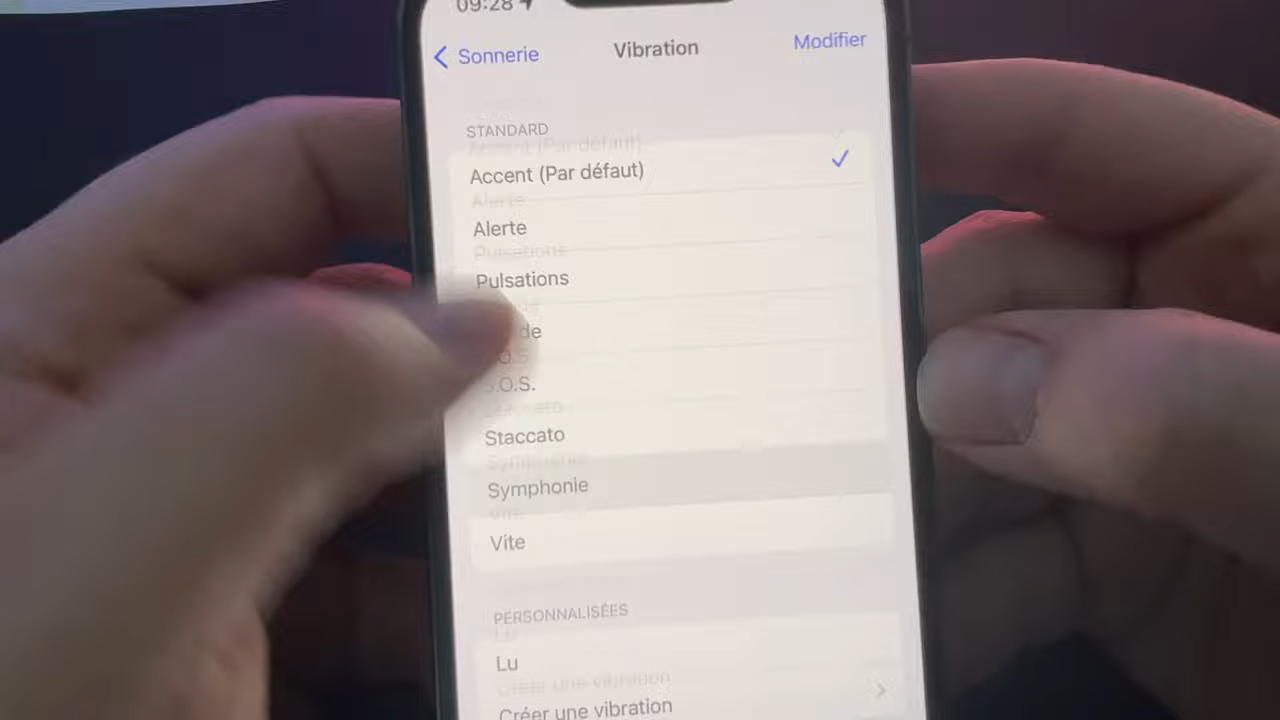 09:28
Sonnerie
Vibration
Modifier
STANDARD
Accent (Par défaut)
Alerte
Pulsations
de
S.O.S.
Staccato
Symphonie
Vite
PERSONNALISÉES
Lu
Créer une vibration